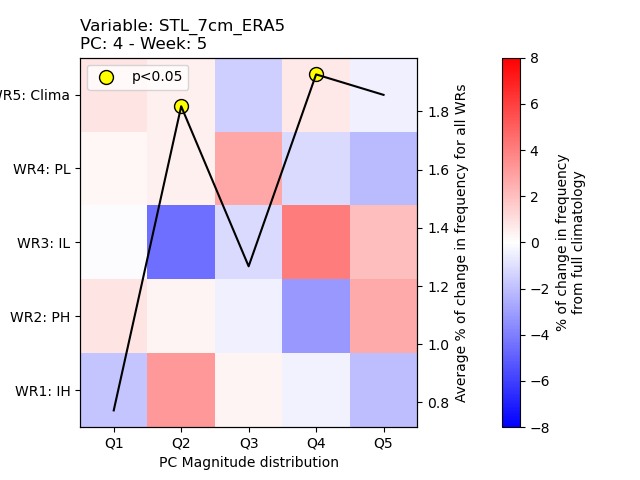 Variable: STL_7cm_ERA5
PC: 4 - Week: 5
p<0.05
WR5: Clima
WR4: PL
WR3: IL
WR2: PH
WR1: IH
Q1 Q2 Q3 Q4 Q5
PC Magnitude distribution
1.8
1.6
1.4
1.2
1.0
0.8
Average % of change in frequency for all WRs
8
6
4
2
0
−2
−4
−6
−8
% of change in frequency
from full climatology